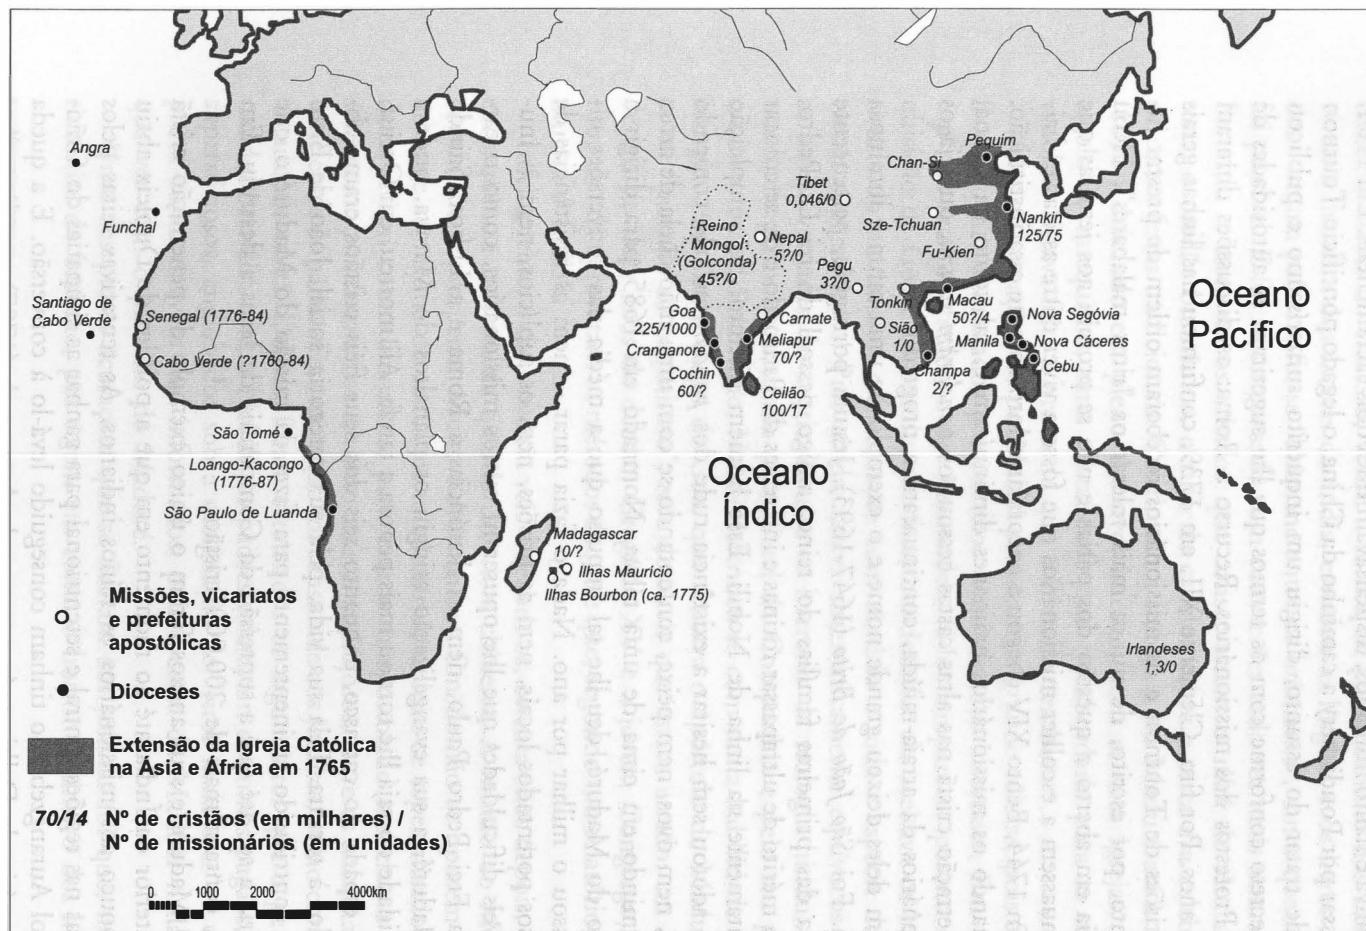 Angra
Funchal
Santiago de
Cabo Verde
Senegal (1776-84)
Cabo Verde (?1760-84)
São Tomé
Loango-Kacongo
(1776-87)
São Paulo de Luanda
Madagascar
10/?
Ilhas Mauricio
Ilhas Bourbon (ca. 1775)
Reino
Mongol
(Golconda)
45?/0
Tibet
0,046/0
Nepal
5?/0
Pegu
3?/0
Goa
225/1000
Cranganore
Cochin
60/?
Carnate
Meliapur
70/?
Ceilão
100/17
Pequim
Chan-Si
Sze-Tchuan
Nankin
125/75
Fu-Kien
Tonkin
Macau
50?/4
Sião
1/0
Champa
2/?
Nova Segóvia
Manila
Nova Cáceres
Cebu
Oceano
Pacífico
Oceano
Índico
Irlandeses
1,3/0
Missões, vicariatos
e prefeituras
apostólicas
Dioceses
Extensão da Igreja Católica
na Ásia e África em 1765
70/14 Nº de cristãos (em milhares) /
Nº de missionários (em unidades)
0 1000 2000 4000km